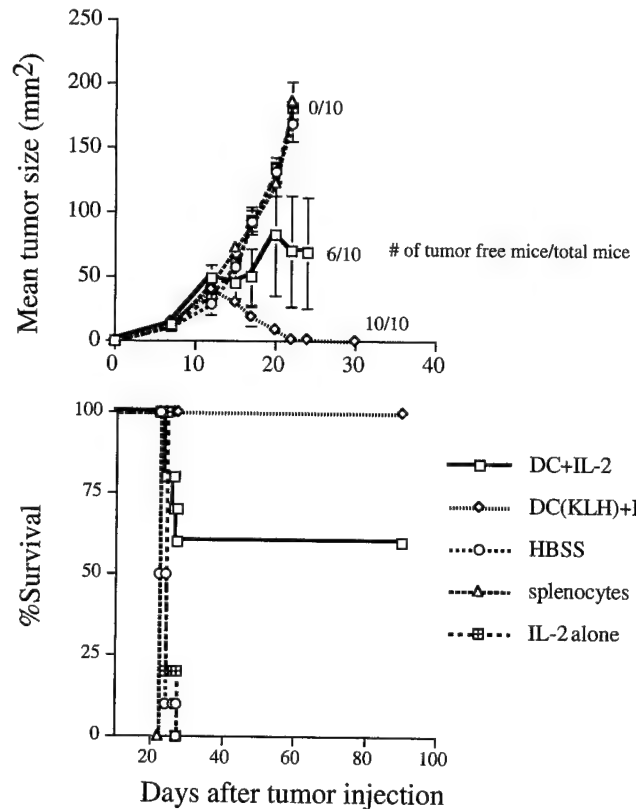 250
200
150
100
50
0
Mean tumor size (mm2)
0/10
6/10
# of tumor free mice/total mice
10/10
0
10
20
30
40
100
75
50
25
0
%Survival
20
40
60
80
100
Days after tumor injection
DC+IL-2
DC(KLH)+I
HBSS
splenocytes
IL-2 alone